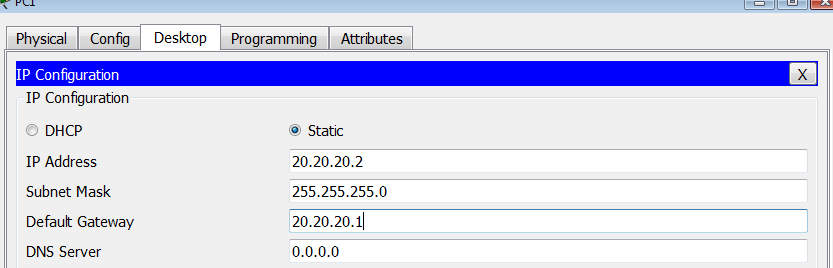 PC1
Physical Config Desktop Programming Attributes
IP Configuration X
IP Configuration
DHCP Static
IP Address 20.20.20.2
Subnet Mask 255.255.255.0
Default Gateway 20.20.20.1
DNS Server 0.0.0.0